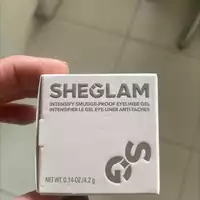 SHEGLAM
INTENSIFY SMUDGE-PROOF EYELINER GEL
INTENSIFIER LE GEL EYE-LINER ANTI-TACHES
SG
NET WT. 0.14 OZ/4.2 g